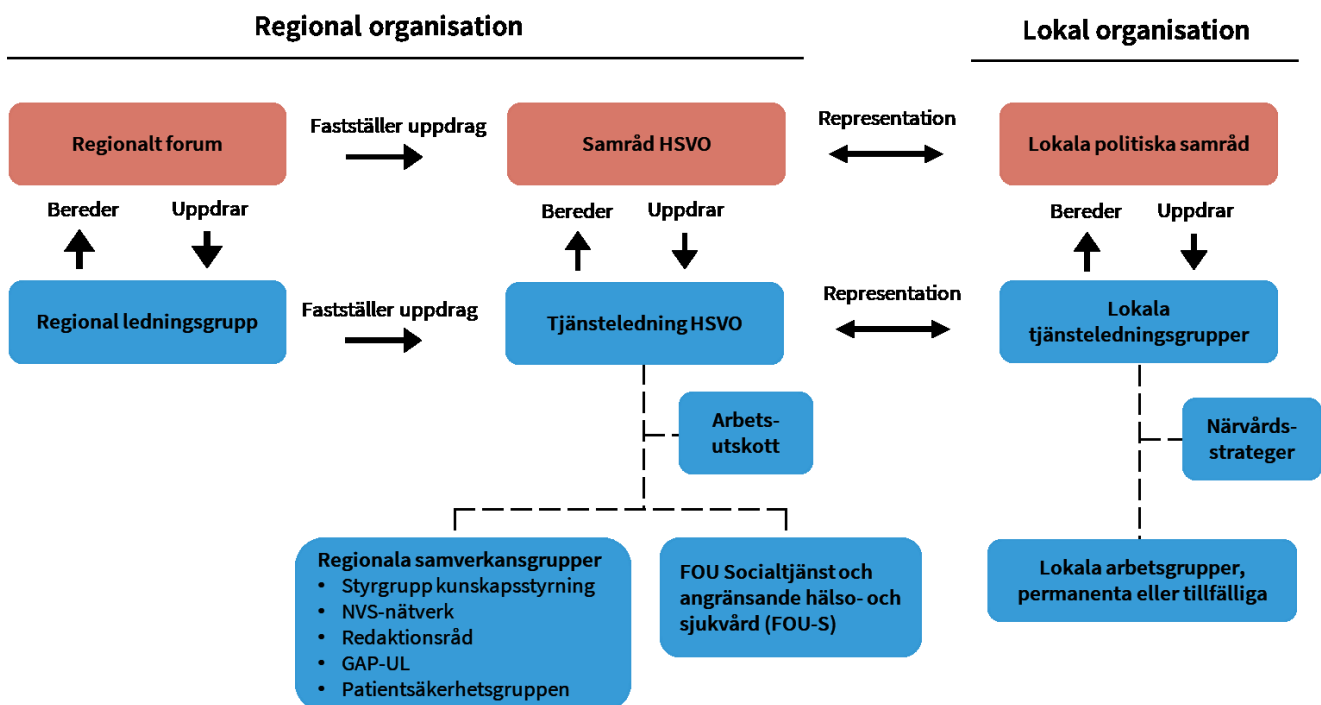 Regional organisation
Lokal organisation
Regionalt forum
Fastställer uppdrag
Samråd HSVO
Representation
Lokala politiska samråd
Bereder
Uppdrar
Bereder
Uppdrar
Bereder
Uppdrar
Regional ledningsgrupp
Fastställer uppdrag
Tjänsteledning HSVO
Representation
Lokala
tjänsteledningsgrupper
Arbets-
utskott
Närvårds-
strateger
Regionala samverkansgrupper
• Styrgrupp kunskapsstyrning
• NVS-nätverk
• Redaktionsråd
• GAP-UL
• Patientsäkerhetsgruppen
FOU Socialtjänst och
angränsande hälso- och
sjukvård (FOU-S)
Lokala arbetsgrupper,
permanenta eller tillfälliga